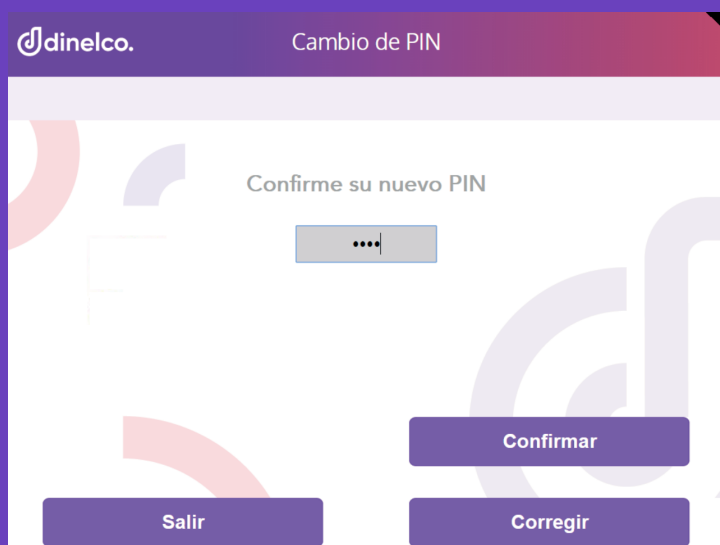 dinelco.
Cambio de PIN
Confirme su nuevo PIN
••••
Confirmar
Salir
Corregir